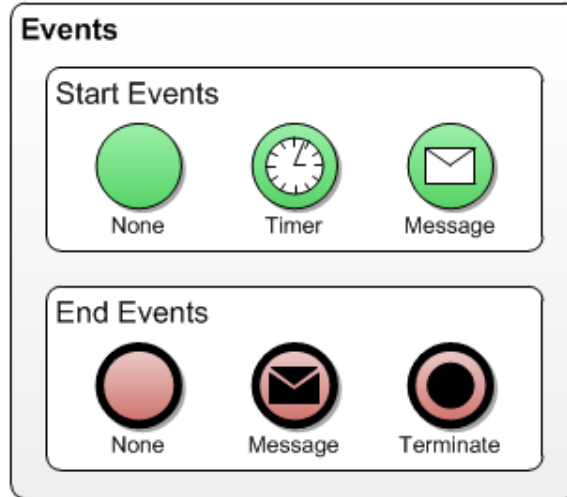 Events
Start Events
None Timer Message
End Events
None Message Terminate